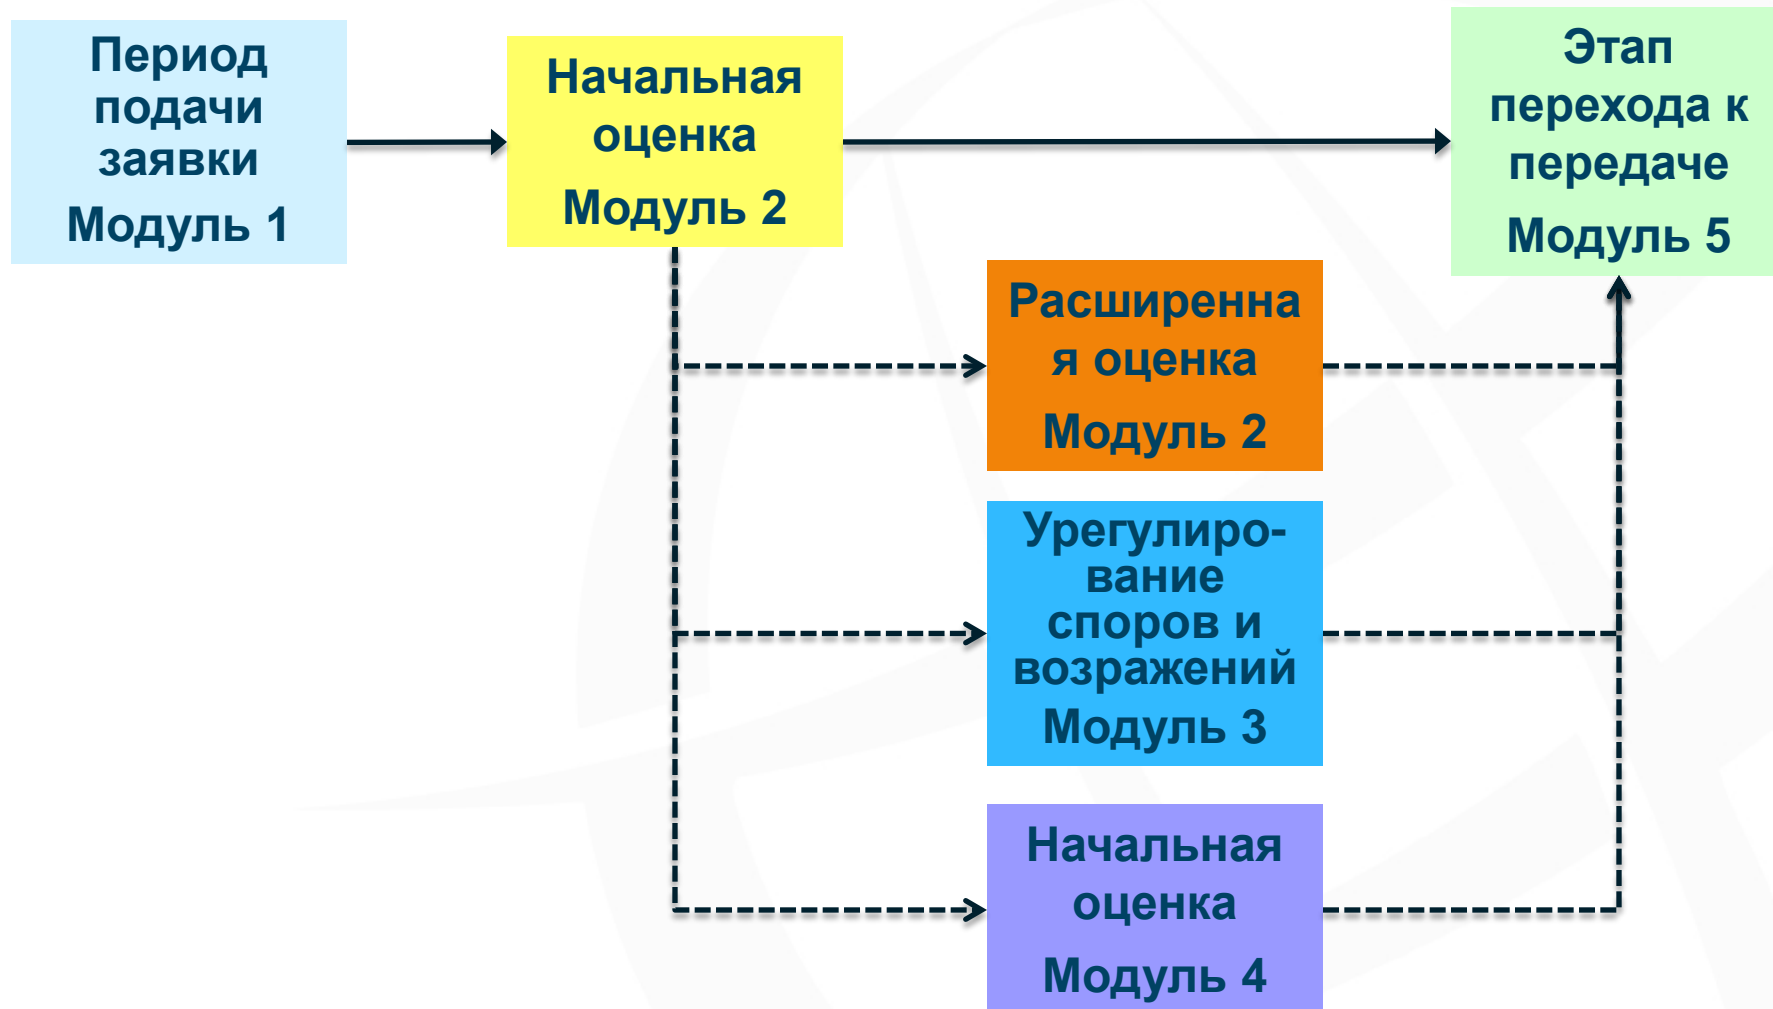 Период
подачи
заявки
Модуль 1
Начальная
оценка
Модуль 2
Этап
перехода к
передаче
Модуль 5
Расширенна
я оценка
Модуль 2
Урегулиро-
вание
споров и
возражений
Модуль 3
Начальная
оценка
Модуль 4